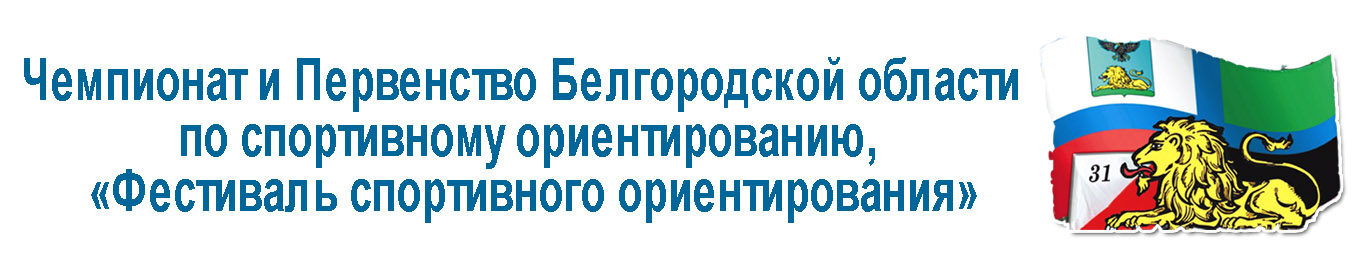 Чемпионат и Первенство Белгородской области
по спортивному ориентированию,
«Фестиваль спортивного ориентирования»
31